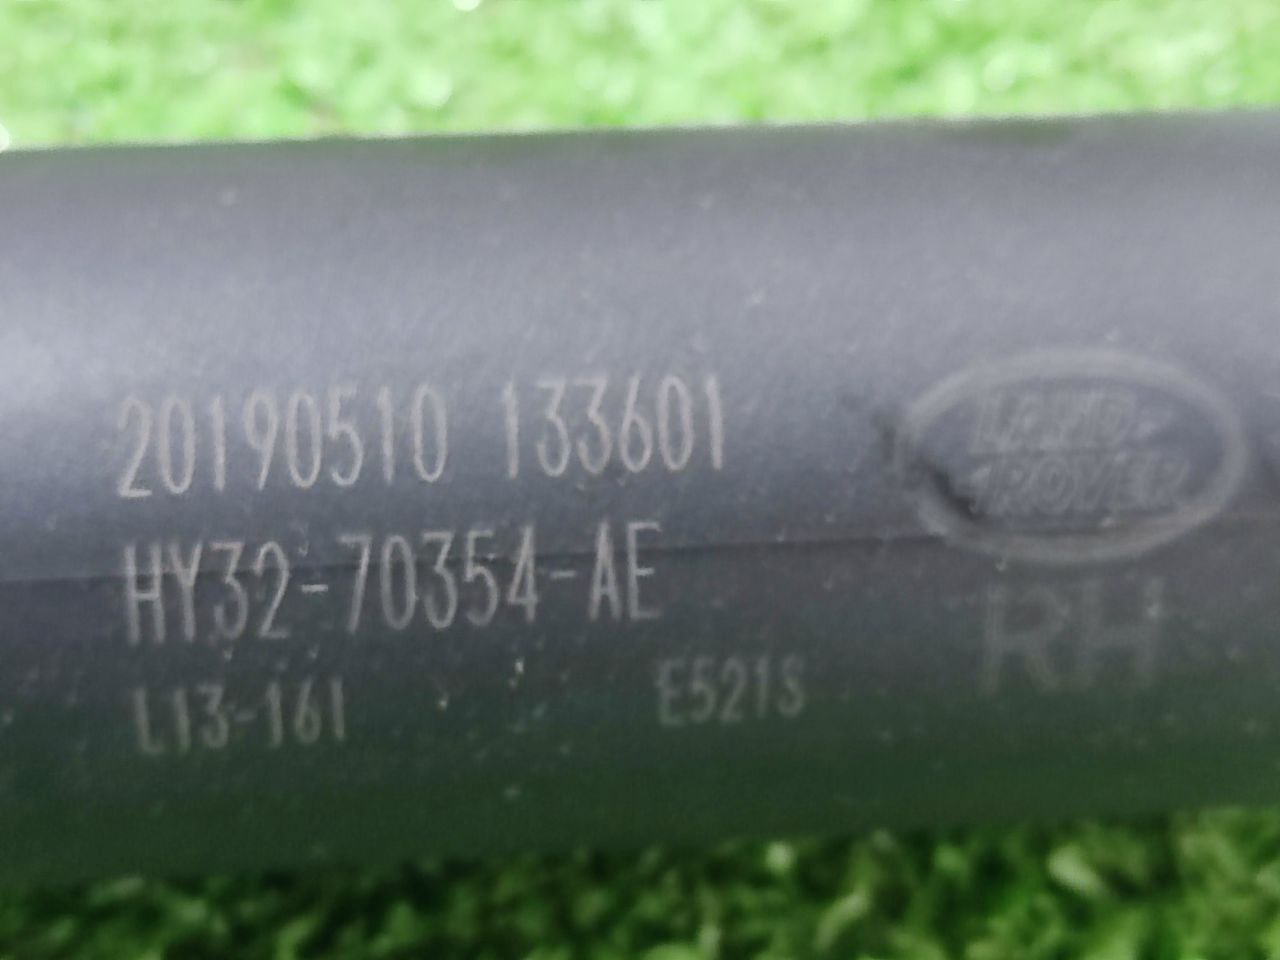 20190510 133601
LAND-
ROVER
HY32-70354-AE
RH
L13-161
E521S